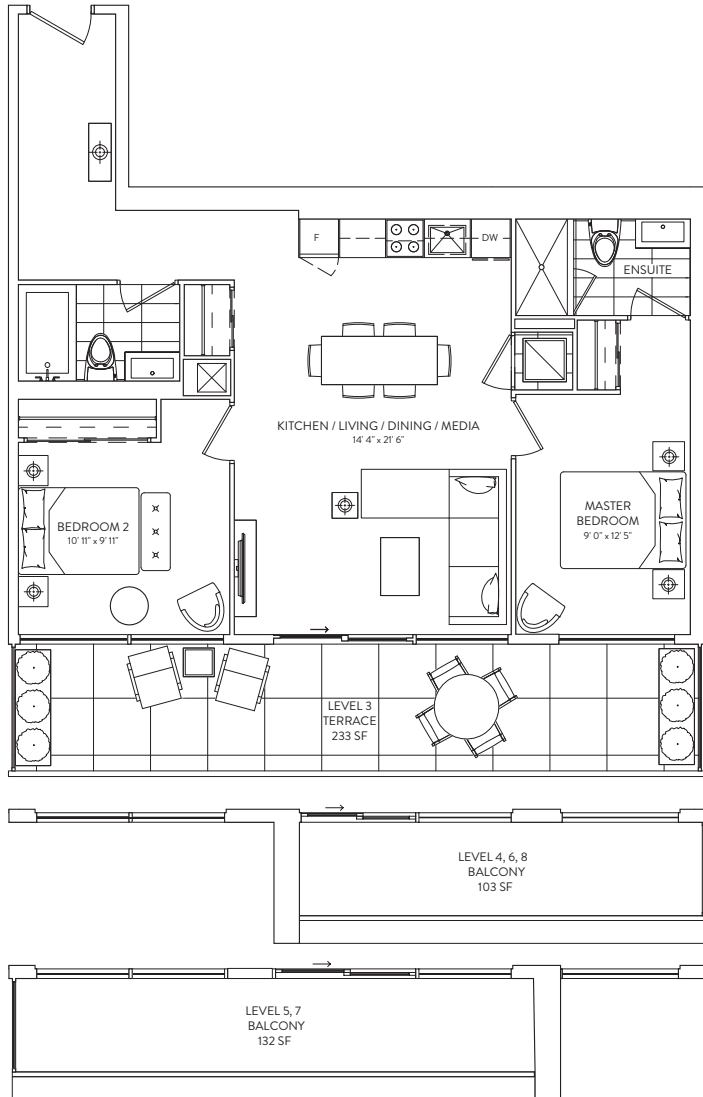 F
DW
ENSUITE
KITCHEN / LIVING / DINING / MEDIA
14' 4" x 21' 6"
BEDROOM 2
10' 11" x 9' 11"
MASTER
BEDROOM
9' 0" x 12' 5"
LEVEL 3
TERRACE
233 SF
LEVEL 4, 6, 8
BALCONY
103 SF
LEVEL 5, 7
BALCONY
132 SF